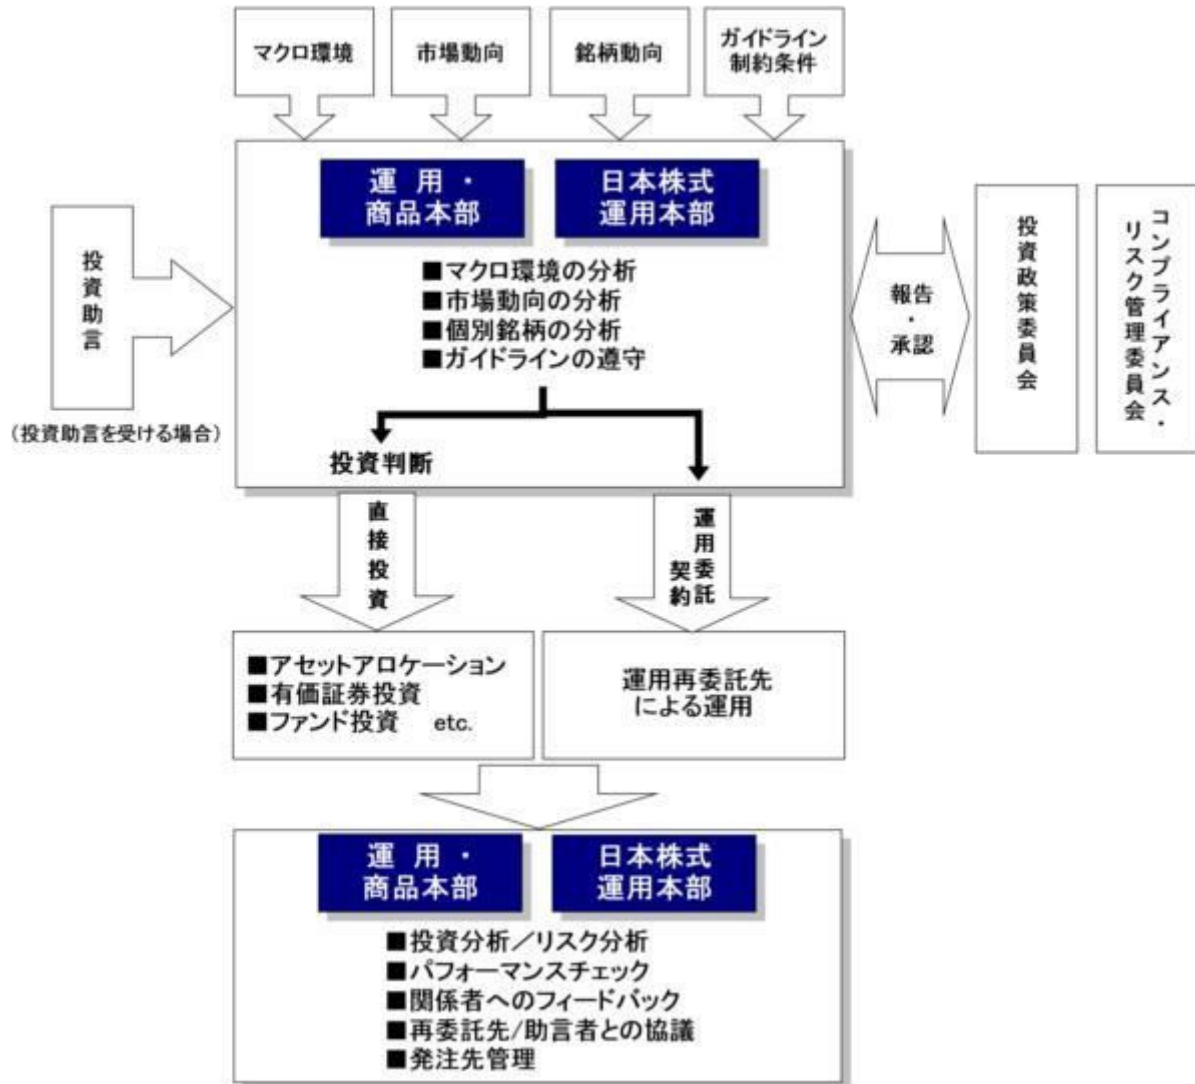 マクロ環境
市場動向
銘柄動向
ガイドライン
制約条件
運 用 ・
商品本部
日本株式
運用本部
■マクロ環境の分析
■市場動向の分析
■個別銘柄の分析
■ガイドラインの遵守
投資助言
(投資助言を受ける場合)
報告
・
承認
投資政策委員会
コンプライアンス・
リスク管理委員会
投資判断
直接投資
運用委託
契約
■アセットアロケーション
■有価証券投資
■ファンド投資 etc.
運用再委託先
による運用
運 用 ・
商品本部
日本株式
運用本部
■投資分析／リスク分析
■パフォーマンスチェック
■関係者へのフィードバック
■再委託先/助言者との協議
■発注先管理